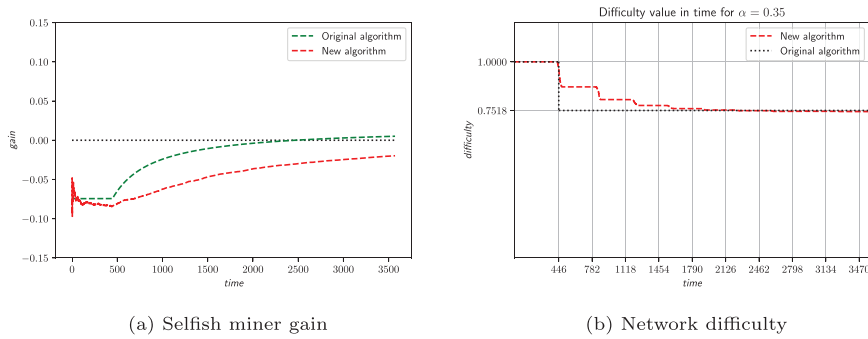 0.15
0.10
0.05
0.00
−0.05
−0.10
−0.15
gain
Original algorithm
New algorithm
0 500 1000 1500 2000 2500 3000 3500
time
(a) Selfish miner gain
Difficulty value in time for α = 0.35
New algorithm
Original algorithm
1.0000
0.7518
difficulty
446 782 1118 1454 1790 2126 2462 2798 3134 3470
time
(b) Network difficulty